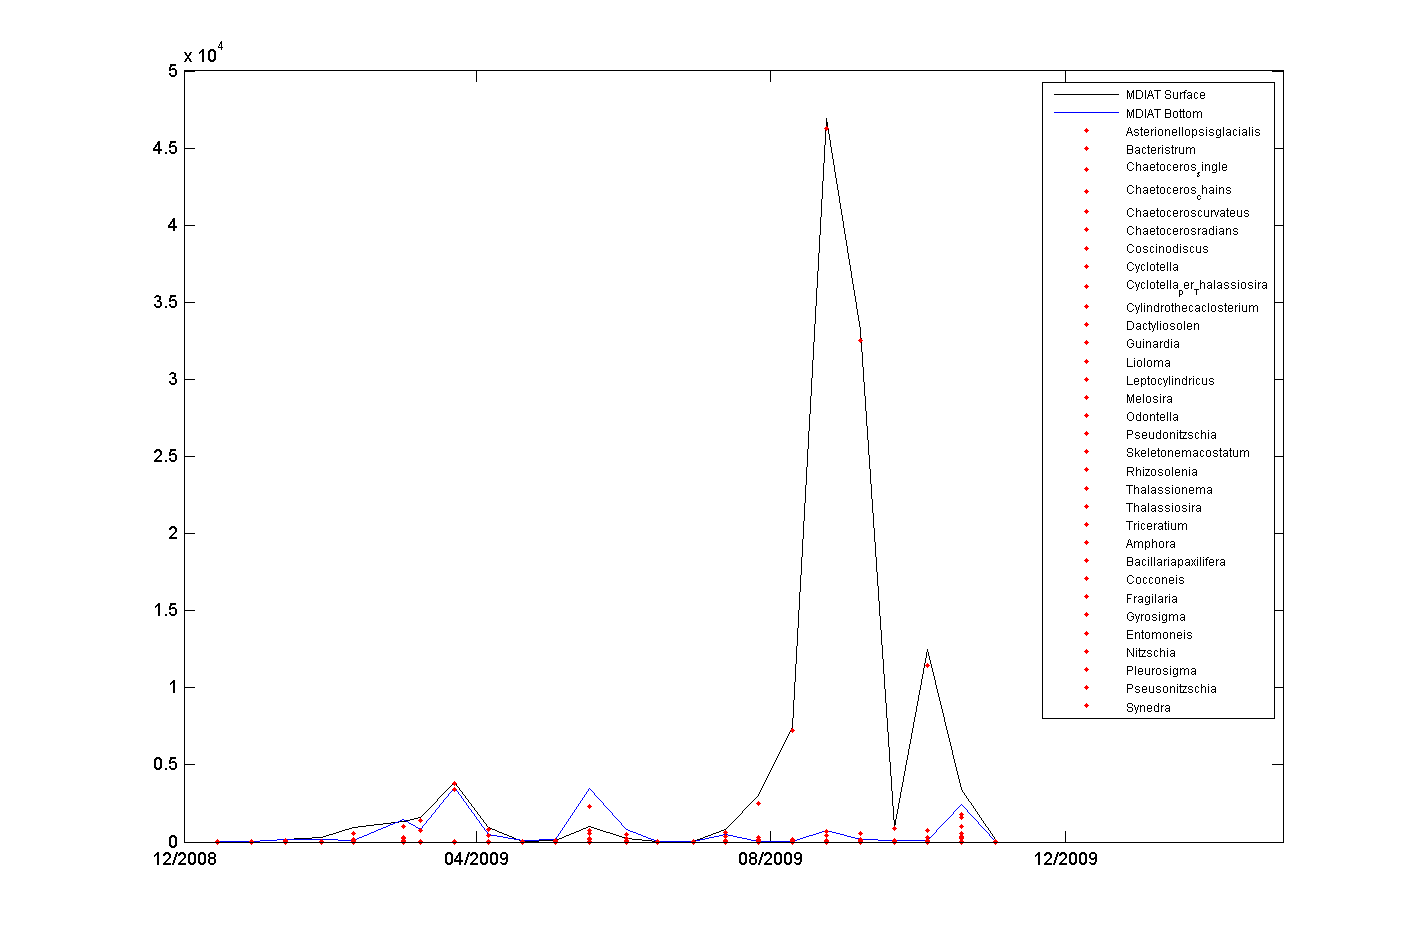 x 10^4
5
4.5
4
3.5
3
2.5
2
1.5
1
0.5
0
12/2008 04/2009 08/2009 12/2009
MDIAT Surface
MDIAT Bottom
Asterionellopsisglacialis
Bacteristrum
Chaetoceros_single
Chaetoceros_chains
Chaetoceroscurvateus
Chaetocerosradians
Coscinodiscus
Cyclotella
Cyclotella_per_Thalassiosira
Cylindrothecaclosterium
Dactyliosolen
Guinardia
Lioloma
Leptocylindricus
Melosira
Odontella
Pseudonitzschia
Skeletonemacostatum
Rhizosolenia
Thalassionema
Thalassiosira
Triceratium
Amphora
Bacillariapaxilifera
Cocconeis
Fragilaria
Gyrosigma
Entomoneis
Nitzschia
Pleurosigma
Pseusonitzschia
Synedra